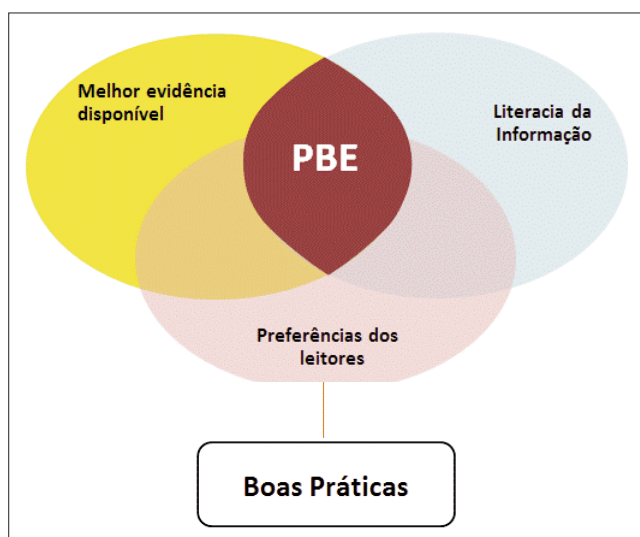 Melhor evidência
disponível
Literacia da
Informação
PBE
Preferências dos
leitores
Boas Práticas